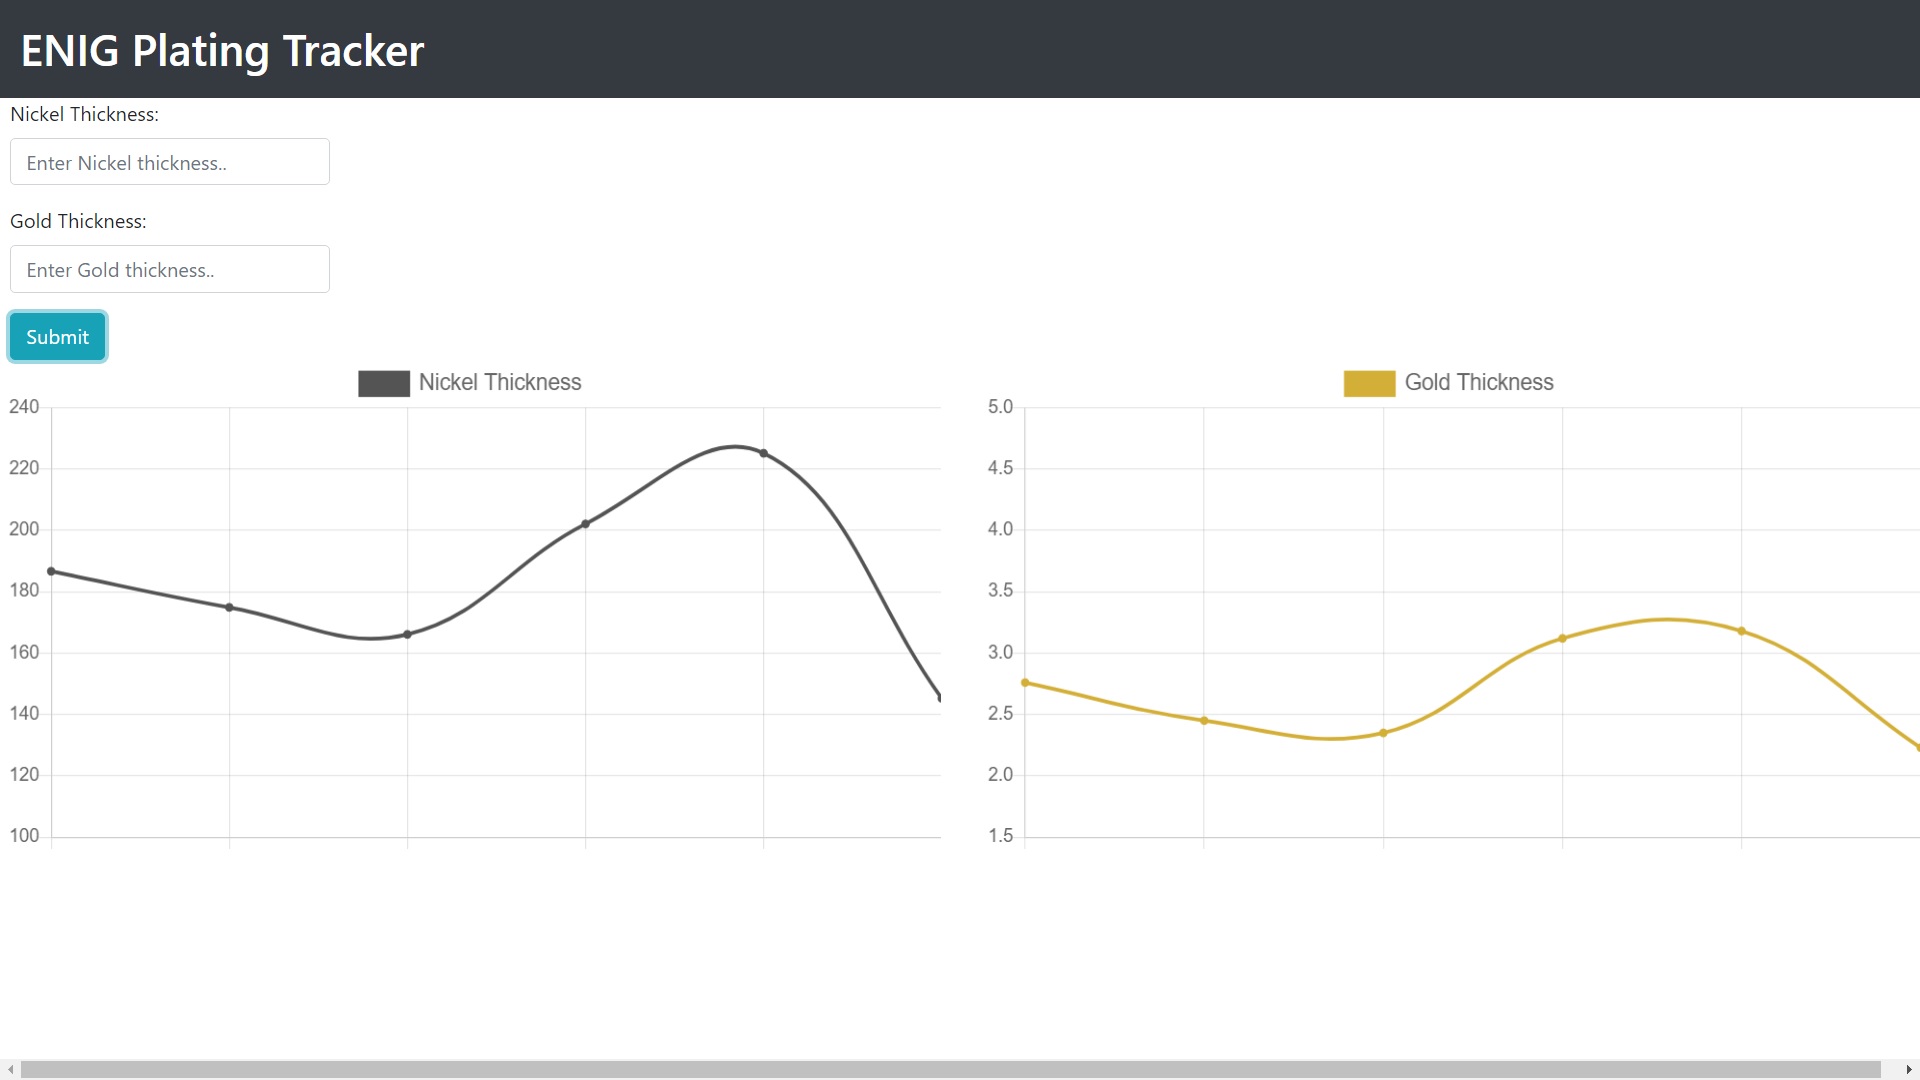 ENIG Plating Tracker
Nickel Thickness:
Enter Nickel thickness..
Gold Thickness:
Enter Gold thickness..
Submit
Nickel Thickness
240
220
200
180
160
140
120
100
Gold Thickness
5.0
4.5
4.0
3.5
3.0
2.5
2.0
1.5